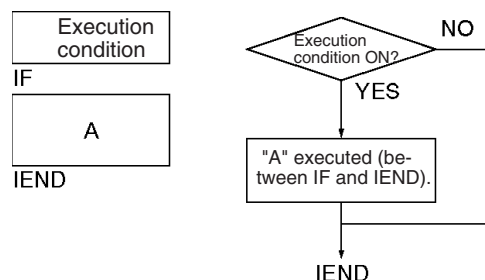 Execution
condition
IF
A
IEND
Execution
condition ON?
NO
YES
"A" executed (be-
tween IF and IEND).
IEND